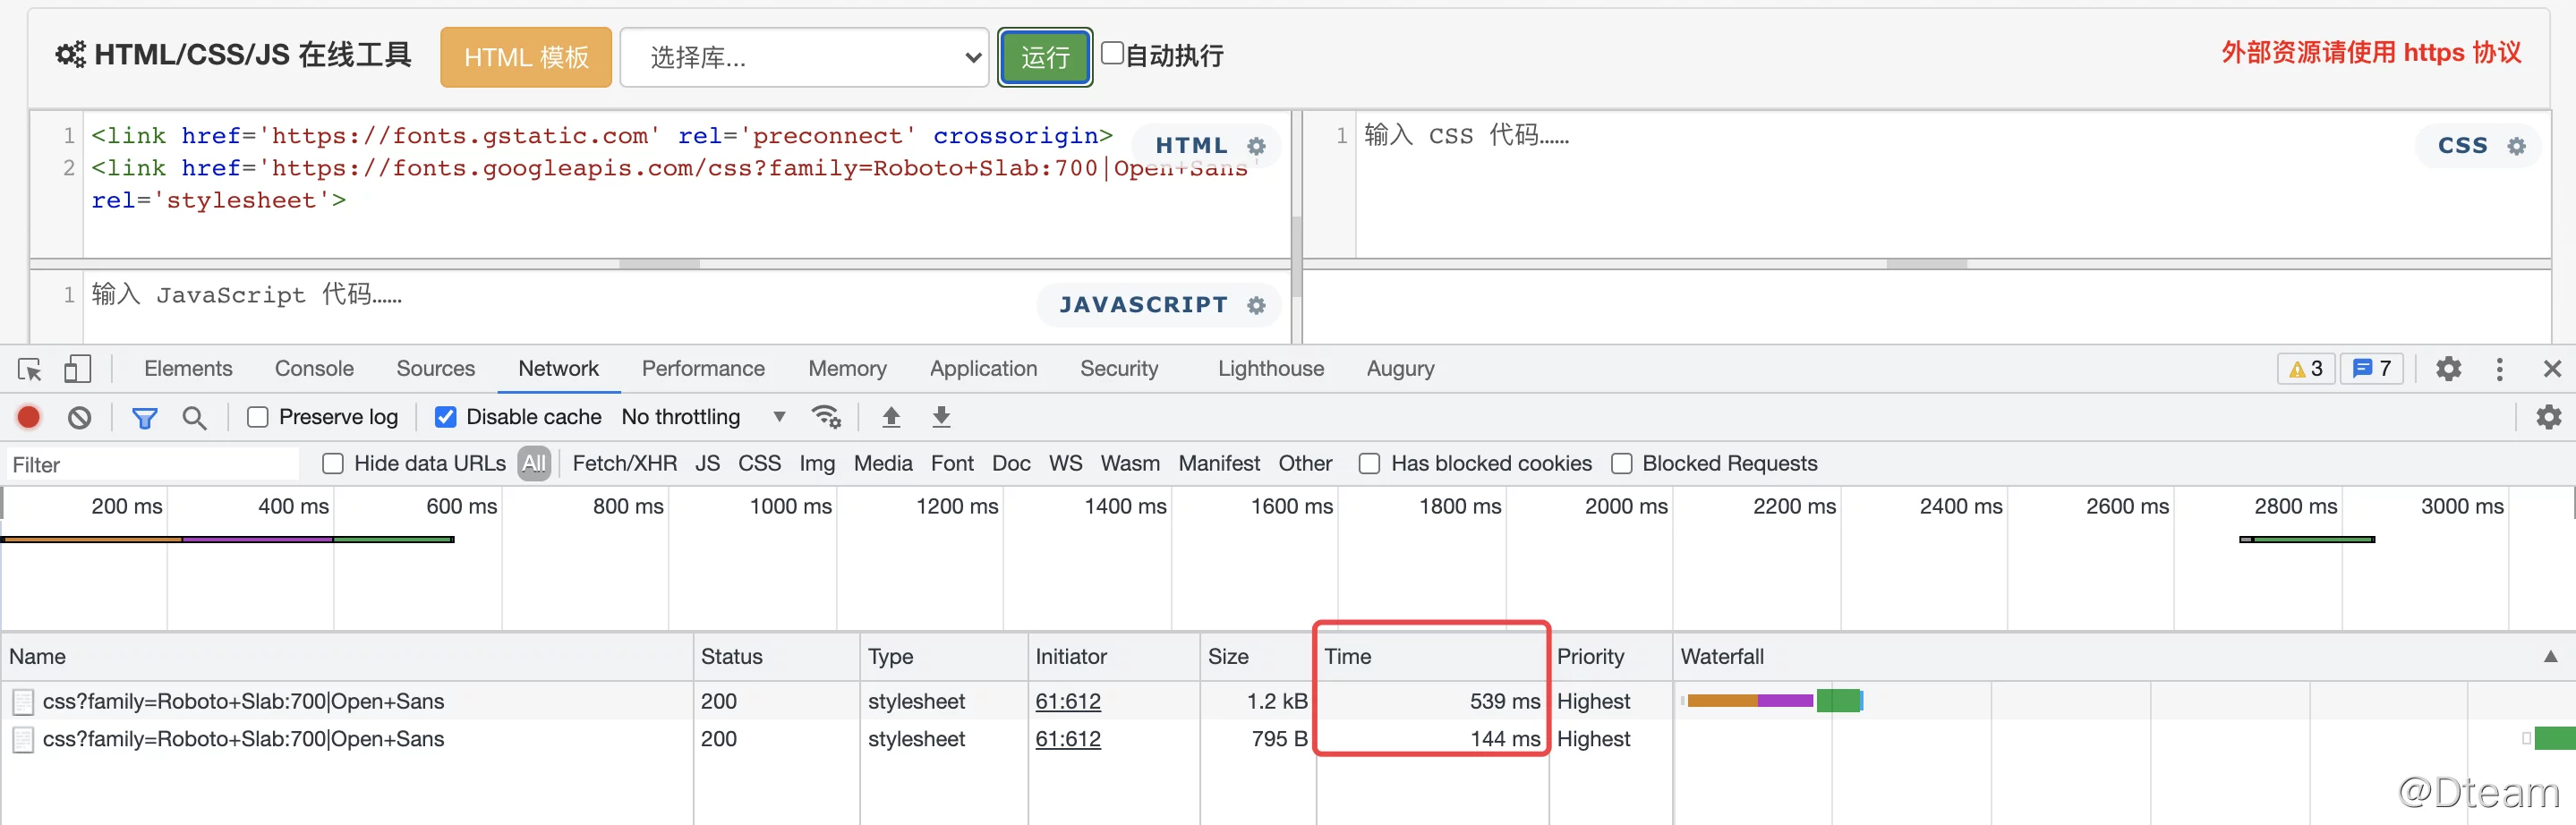 HTML/CSS/JS 在线工具 HTML 模板 选择库... 运行 自动执行 外部资源请使用 https 协议
1 <link href='https://fonts.gstatic.com' rel='preconnect' crossorigin>
2 <link href='https://fonts.googleapis.com/css?family=Roboto+Slab:700|Open+Sans'
rel='stylesheet'>
HTML
1 输入 CSS 代码……
CSS
1 输入 JavaScript 代码……
JAVASCRIPT
Elements Console Sources Network Performance Memory Application Security Lighthouse Augury 3 7
Preserve log Disable cache No throttling
Filter Hide data URLs All Fetch/XHR JS CSS Img Media Font Doc WS Wasm Manifest Other Has blocked cookies Blocked Requests
200 ms 400 ms 600 ms 800 ms 1000 ms 1200 ms 1400 ms 1600 ms 1800 ms 2000 ms 2200 ms 2400 ms 2600 ms 2800 ms 3000 ms
Name Status Type Initiator Size Time Priority Waterfall
css?family=Roboto+Slab:700|Open+Sans 200 stylesheet 61:612 1.2 kB 539 ms Highest
css?family=Roboto+Slab:700|Open+Sans 200 stylesheet 61:612 795 B 144 ms Highest
@Dteam